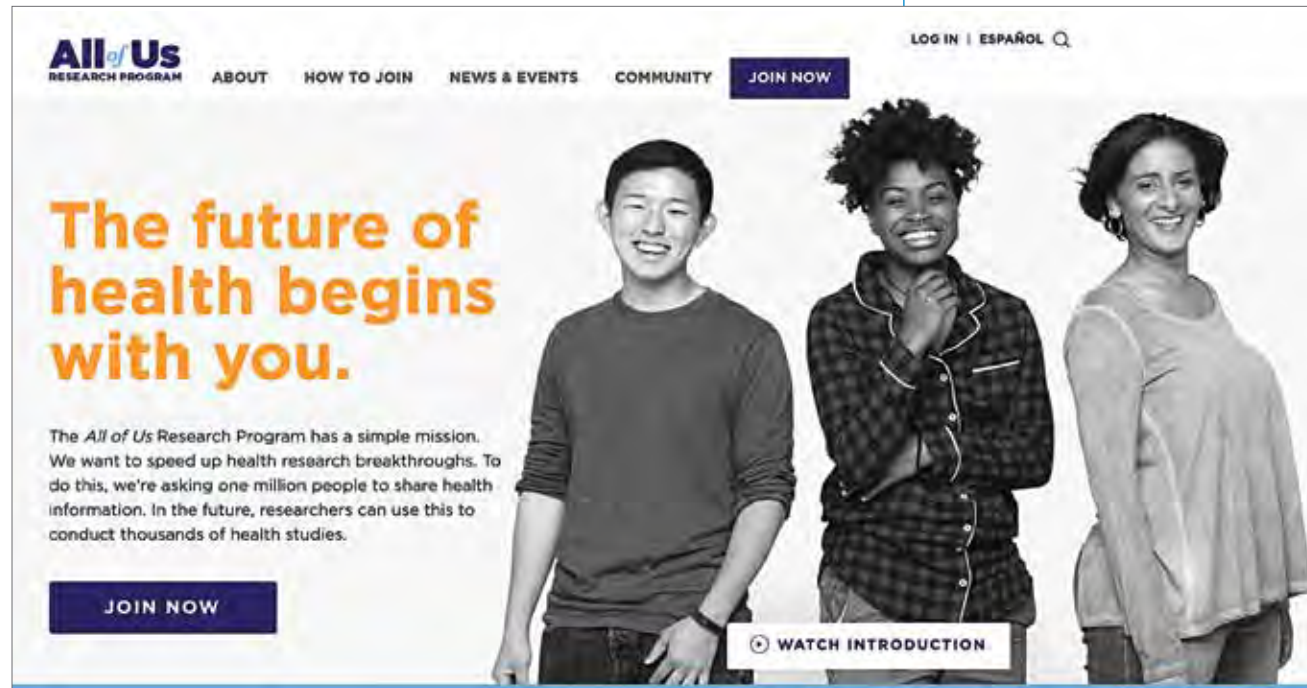 LOG IN | ESPAÑOL
All of Us
RESEARCH PROGRAM
ABOUT HOW TO JOIN NEWS & EVENTS COMMUNITY JOIN NOW
The future of
health begins
with you.
The All of Us Research Program has a simple mission.
We want to speed up health research breakthroughs. To
do this, we're asking one million people to share health
information. In the future, researchers can use this to
conduct thousands of health studies.
JOIN NOW
WATCH INTRODUCTION